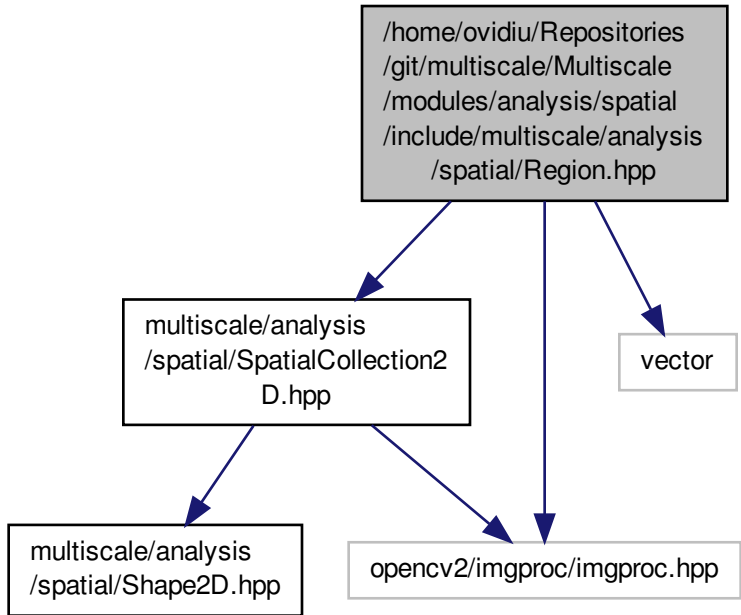 /home/ovidiu/Repositories
/git/multiscale/Multiscale
/modules/analysis/spatial
/include/multiscale/analysis
/spatial/Region.hpp
multiscale/analysis
/spatial/SpatialCollection2
D.hpp
vector
multiscale/analysis
/spatial/Shape2D.hpp
opencv2/imgproc/imgproc.hpp